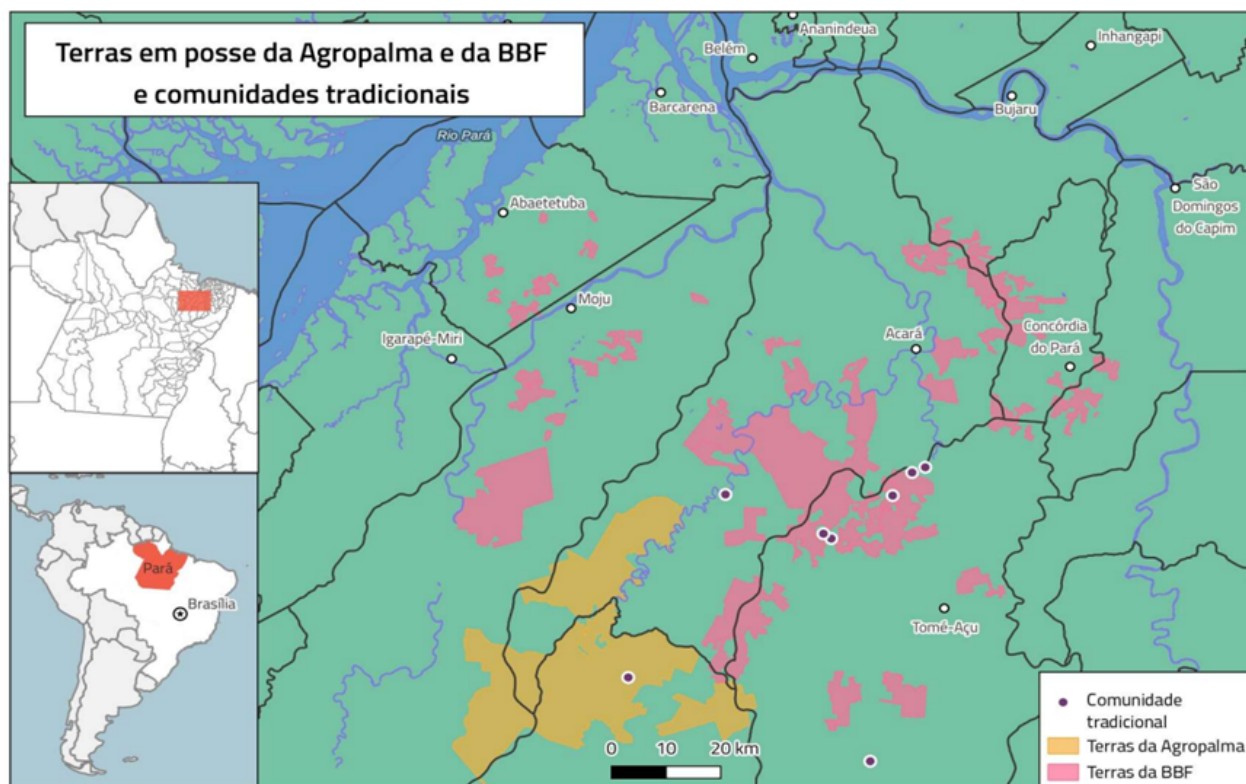 Terras em posse da Agropalma e da BBF
e comunidades tradicionais
Ananindeua
Belém
Inhangapi
Barcarena
Bujaru
Rio Pará
São
Domingos
do Capim
Abaetetuba
Moju
Igarapé-Miri
Acará
Concórdia
do Pará
Tomé-Açu
Pará
Brasília
0 10 20 km
Comunidade
tradicional
Terras da Agropalma
Terras da BBF